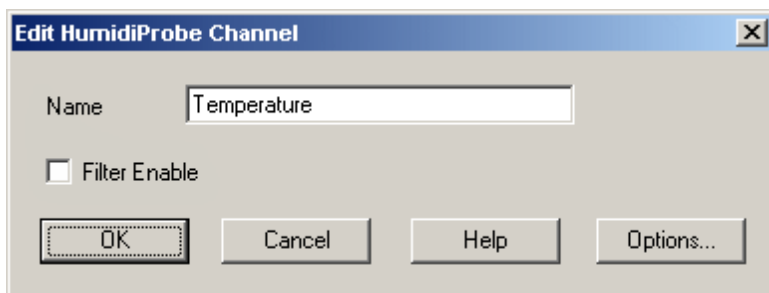 Edit HumidiProbe Channel
Name Temperature
Filter Enable
OK Cancel Help Options...